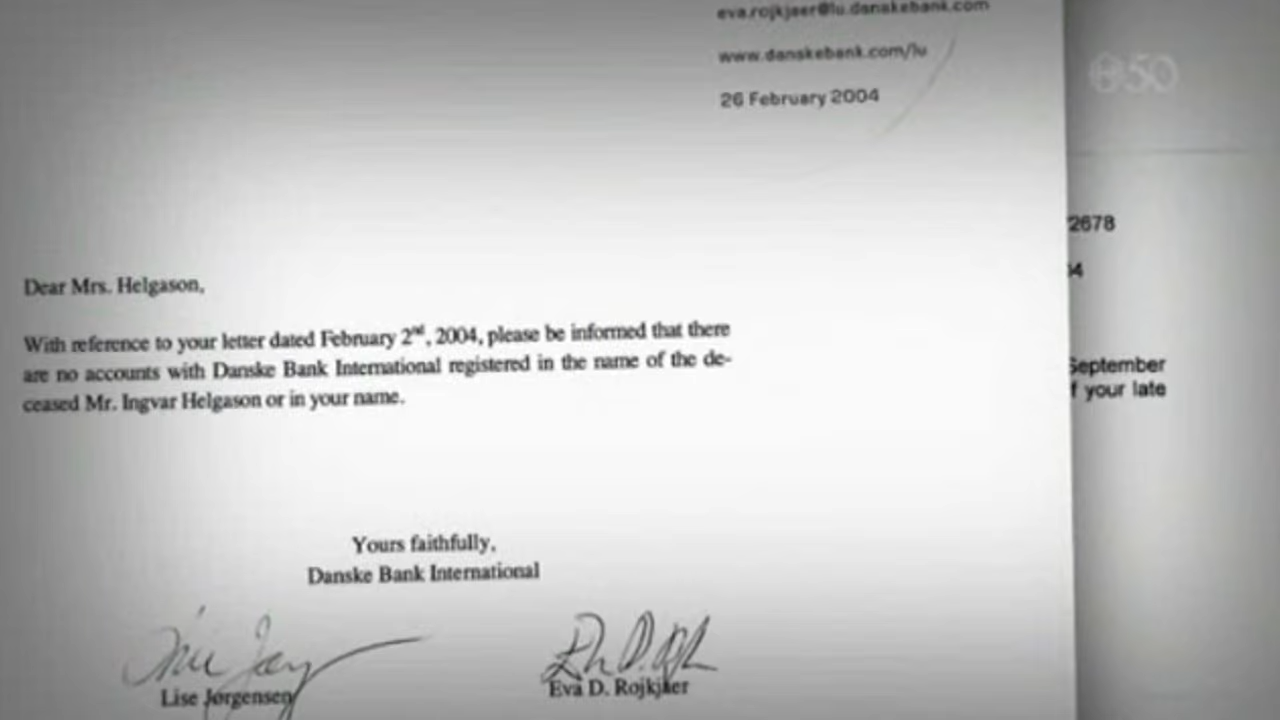 eva.rojkjaer@lu.danskebank.com
www.danskebank.com/lu
26 February 2004
50
2678
Dear Mrs. Helgason,
With reference to your letter dated February 2nd, 2004, please be informed that there
are no accounts with Danske Bank International registered in the name of the de-
ceased Mr. Ingvar Helgason or in your name.
September
f your late
Yours faithfully,
Danske Bank International
Lise Jørgensen
Eva D. Rojkjær